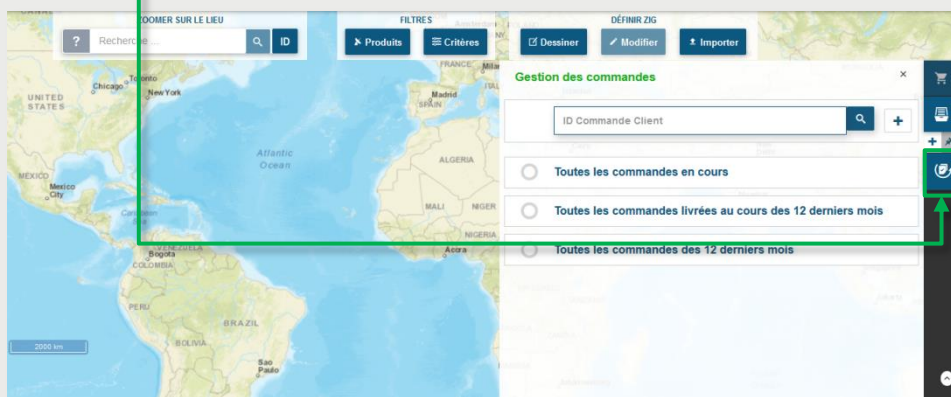 ZOOMER SUR LE LIEU
FILTRES
DÉFINIR ZIG
?
Recherche ...
ID
Produits
Critères
Dessiner
Modifier
Importer
Gestion des commandes
×
ID Commande Client
+
Toutes les commandes en cours
Toutes les commandes livrées au cours des 12 derniers mois
Toutes les commandes des 12 derniers mois
UNITED
STATES
Chicago
Toronto
New York
Atlantic
Ocean
MEXICO
Mexico
City
Caribbean
Sea
VENEZUELA
Bogota
COLOMBIA
PERU
BRAZIL
BOLIVIA
Sao
Paulo
FRANCE
Milan
Madrid
SPAIN
ALGERIA
MALI
NIGER
NIGERIA
Accra
2000 km